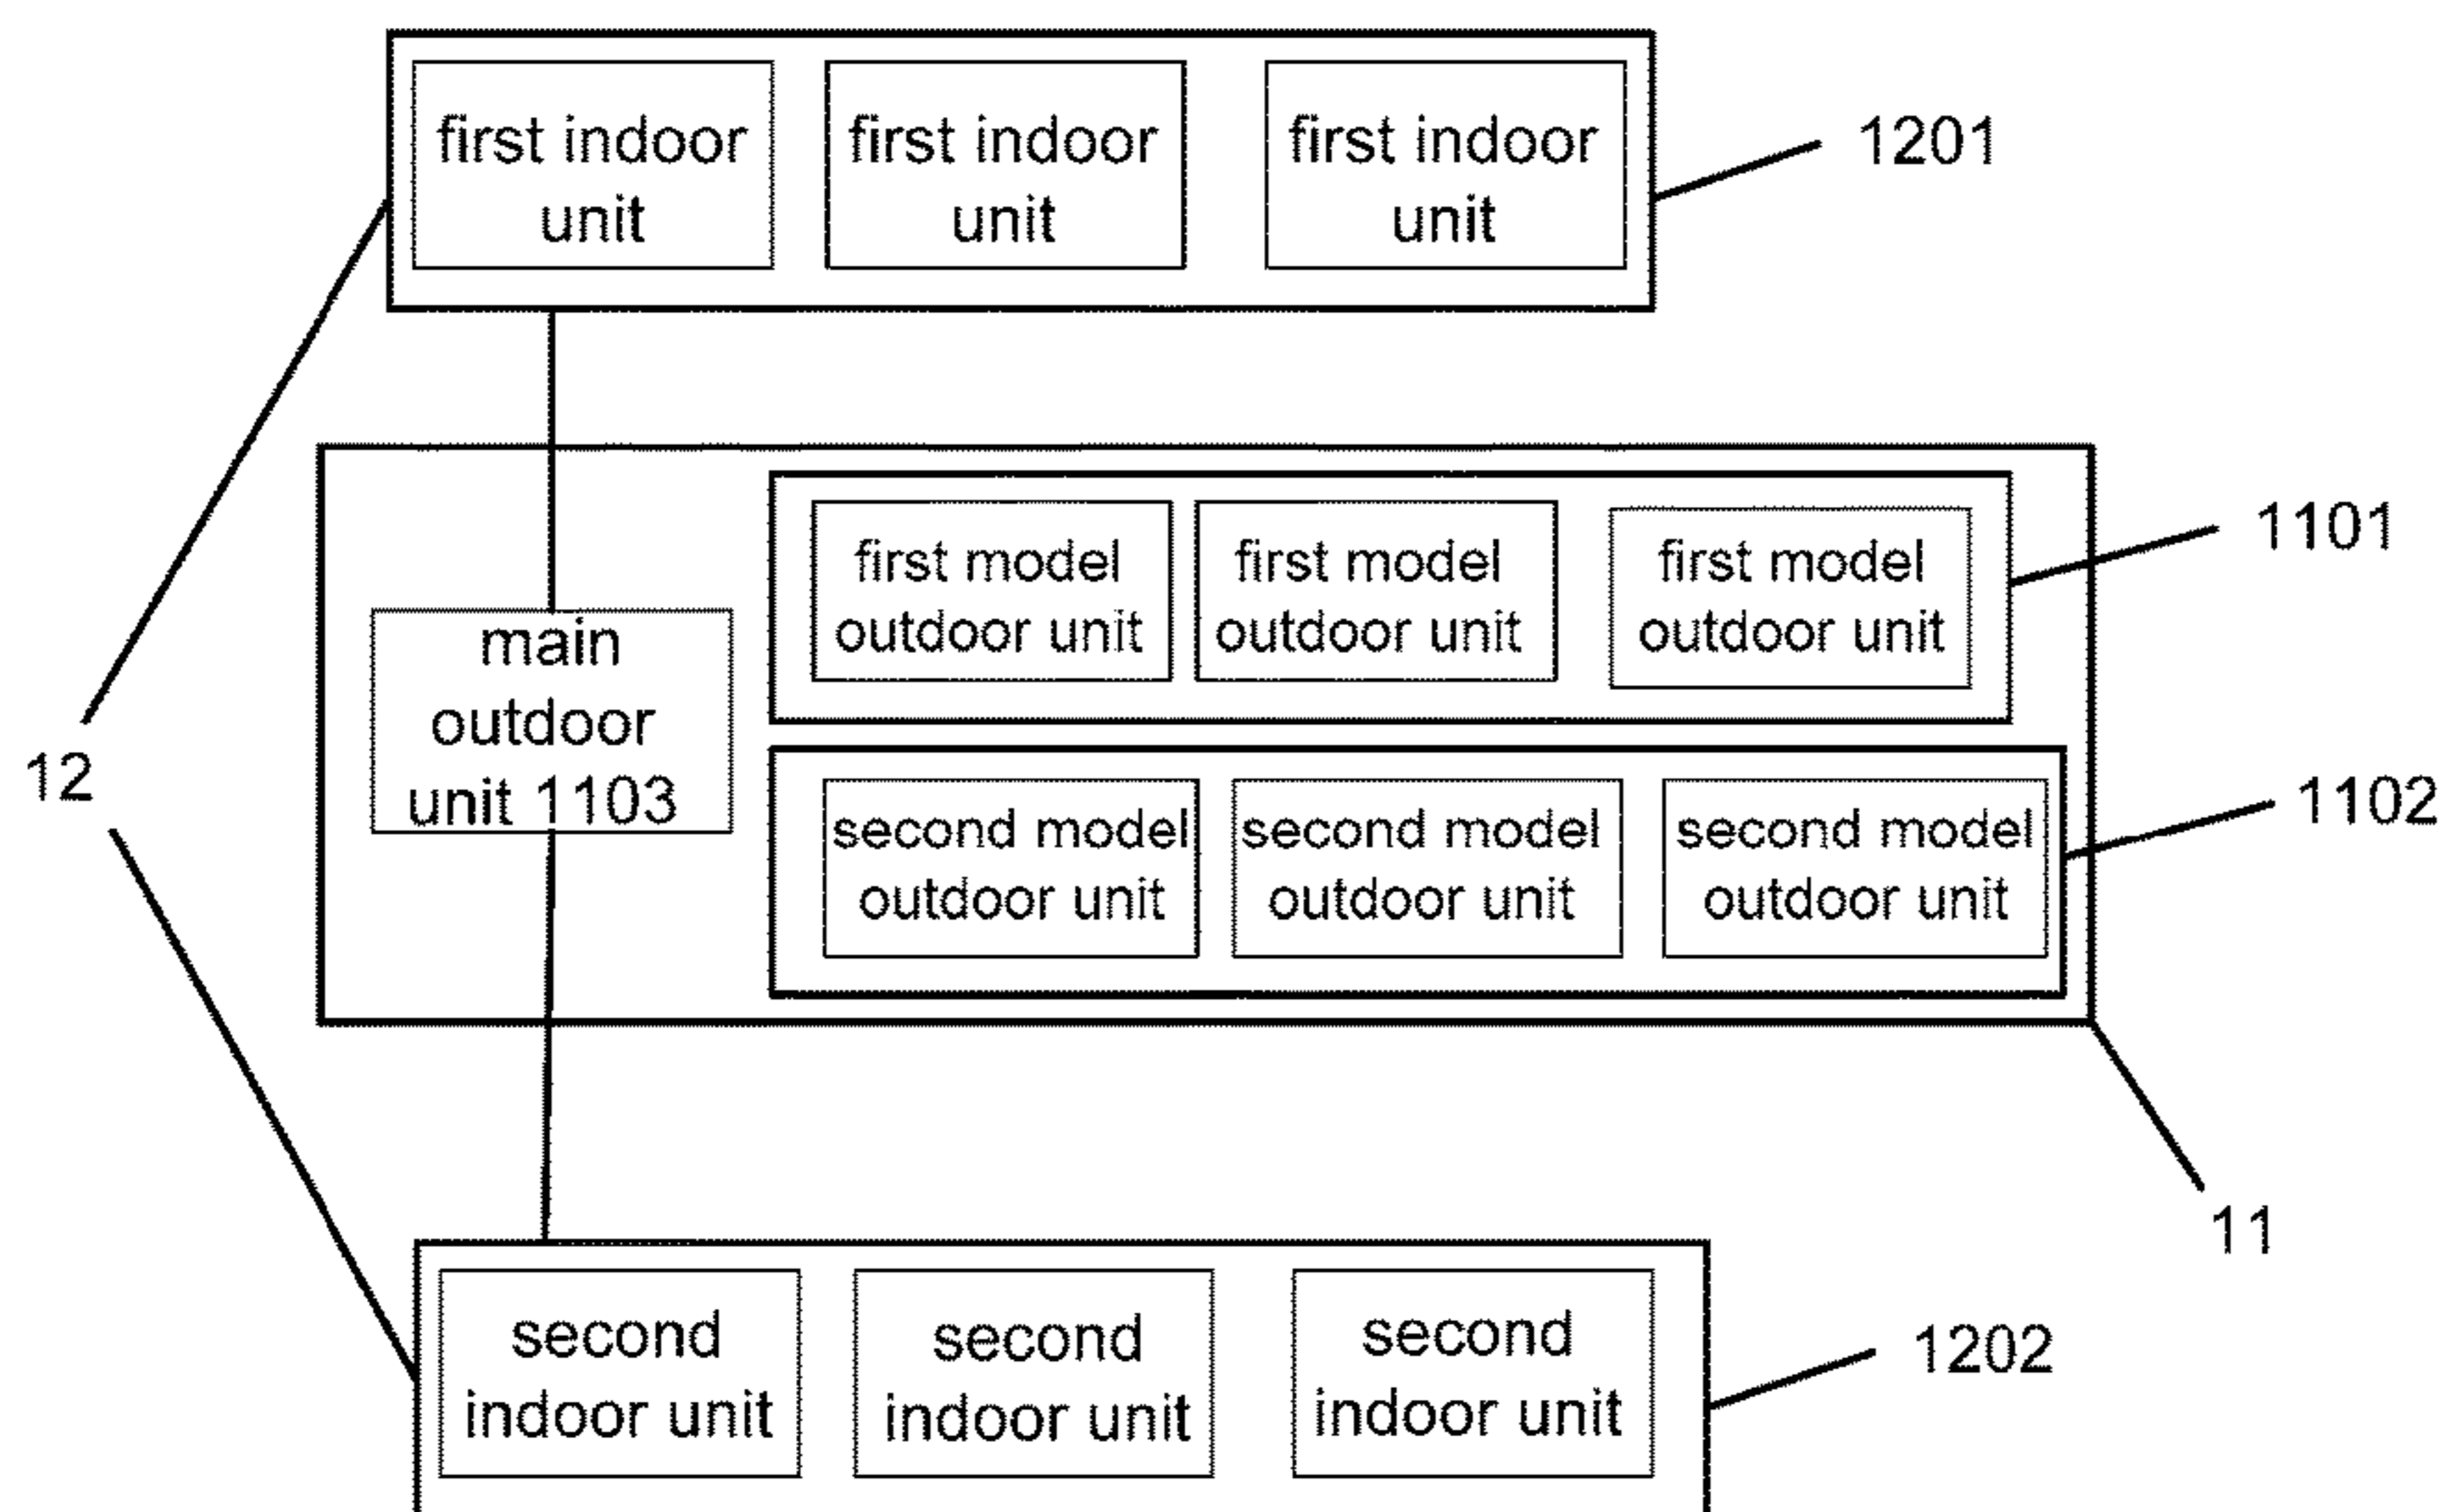 first indoor
unit
first indoor
unit
first indoor
unit
1201
first model
outdoor unit
first model
outdoor unit
first model
outdoor unit
1101
main
outdoor
unit 1103
12
second model
outdoor unit
second model
outdoor unit
second model
outdoor unit
1102
11
second
indoor unit
second
indoor unit
second
indoor unit
1202